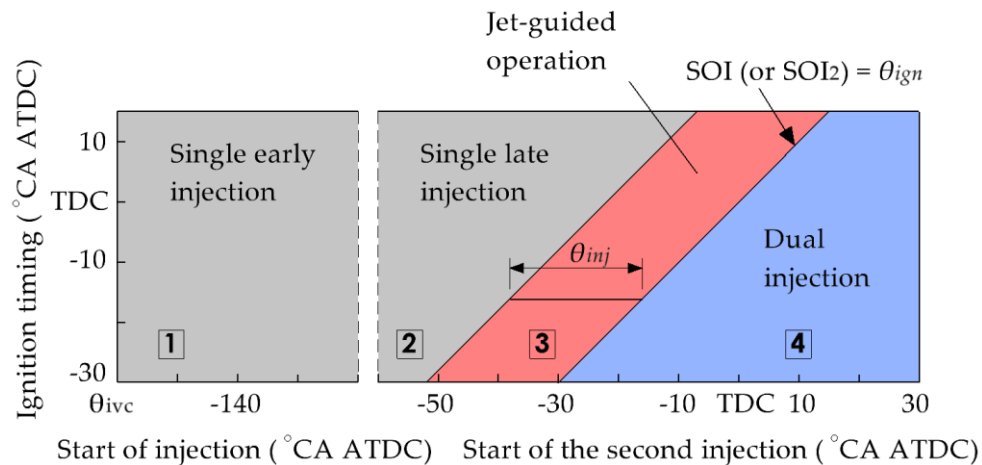 Jet-guided
operation
SOI (or SOI2) = θign
Ignition timing (°CA ATDC)
10
TDC
-10
-30
Single early
injection
Single late
injection
θinj
Dual
injection
1
2
3
4
θivc
-140
-50
-30
-10
TDC
10
30
Start of injection (°CA ATDC)
Start of the second injection (°CA ATDC)